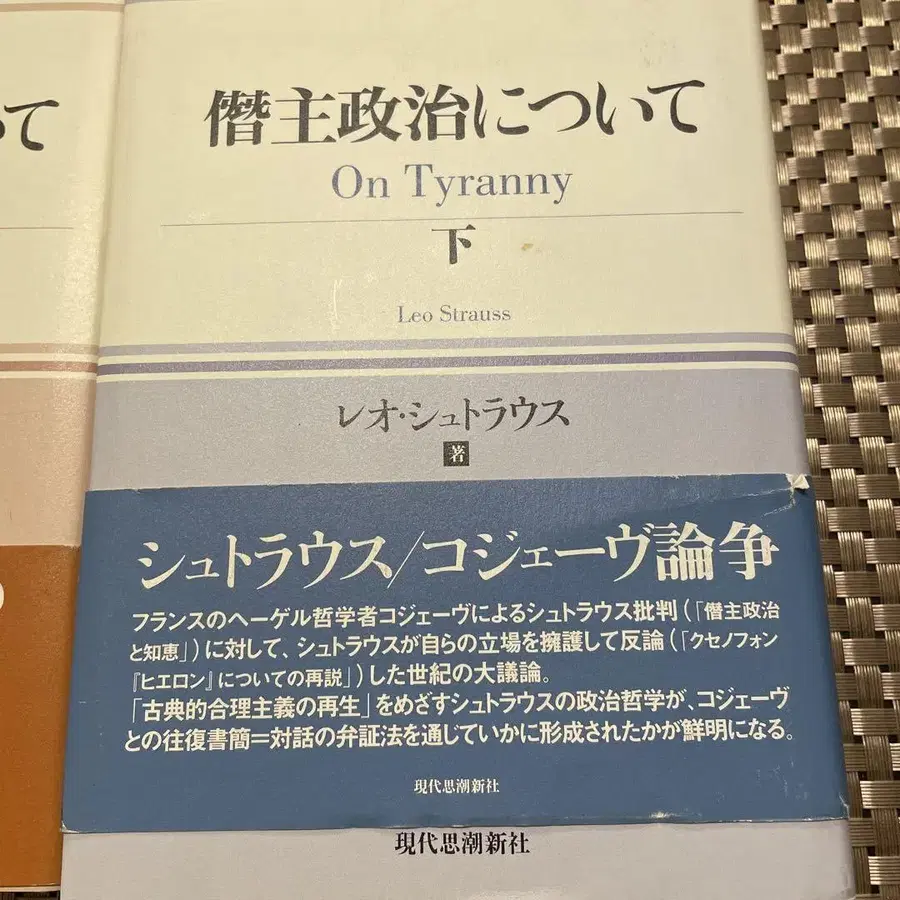 って
僭主政治について
On Tyranny
下
Leo Strauss
レオ・シュトラウス
著
シュトラウス/コジェーヴ論争
フランスのヘーゲル哲学者コジェーヴによるシュトラウス批判(「僭主政治
と知恵」)に対して、シュトラウスが自らの立場を擁護して反論(「クセノフォン
『ヒエロン』についての再説」)した世紀の大議論。
「古典的合理主義の再生」をめざすシュトラウスの政治哲学が、コジェーヴ
との往復書簡=対話の弁証法を通じていかに形成されたかが鮮明になる。
現代思潮新社
現代思潮新社